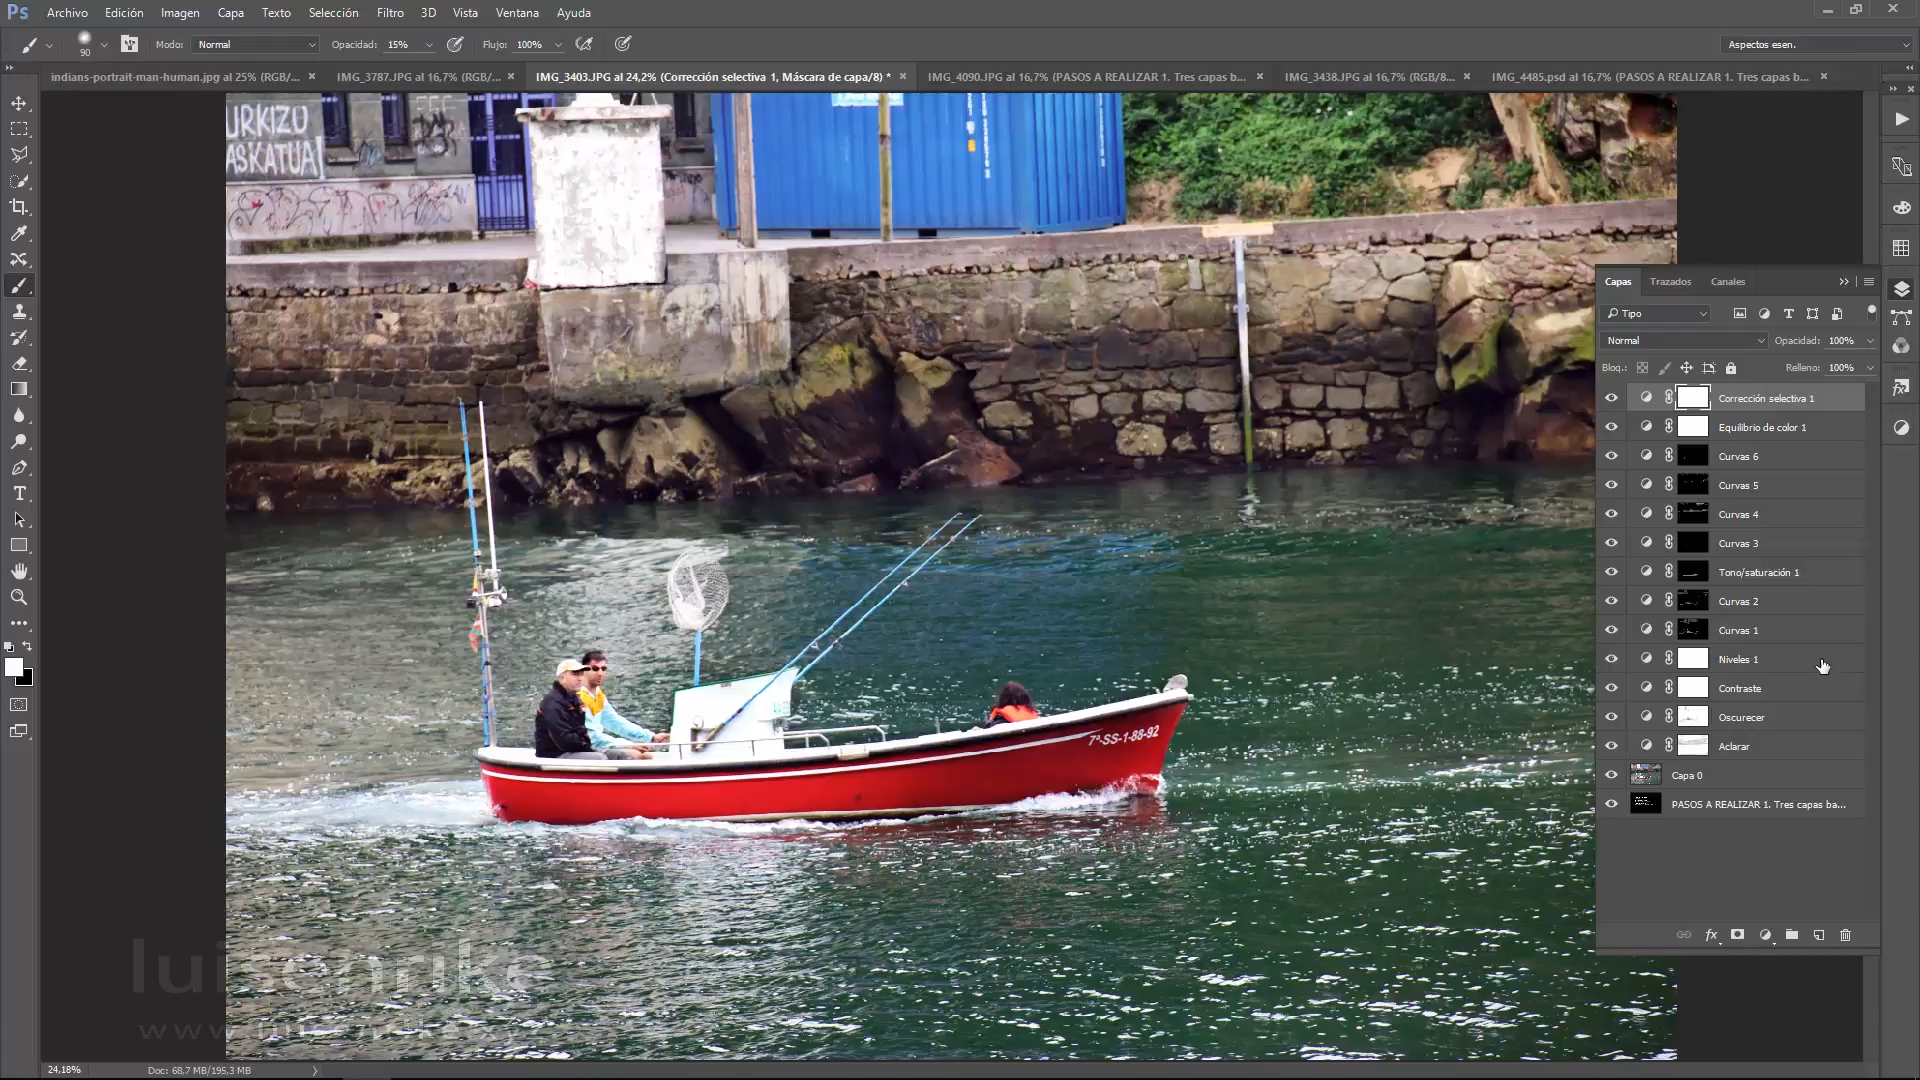 Ps Archivo Edición Imagen Capa Texto Selección Filtro 3D Vista Ventana Ayuda
90 Modo: Normal Opacidad: 15% Flujo: 100% Aspectos esen.
indians-portrait-man-human.jpg al 25% (RGB/... IMG_3787.JPG al 16,7% (RGB/... IMG_3403.JPG al 24,2% (Corrección selectiva 1, Máscara de capa/8) * IMG_4090.JPG al 16,7% (PASOS A REALIZAR 1. Tres capas b... IMG_3438.JPG al 16,7% (RGB/8... IMG_4485.psd al 16,7% (PASOS A REALIZAR 1. Tres capas b...
URKIZU
ASKATUA!
7ª-SS-1-88-92
Capas Trazados Canales
Tipo
Normal Opacidad: 100%
Bloq.: Relleno: 100%
Corrección selectiva 1
Equilibrio de color 1
Curvas 6
Curvas 5
Curvas 4
Curvas 3
Tono/saturación 1
Curvas 2
Curvas 1
Niveles 1
Contraste
Oscurecer
Aclarar
Capa 0
PASOS A REALIZAR 1. Tres capas ba...
fx
luischrike
24,18% Doc: 68,7 MB/195,3 MB